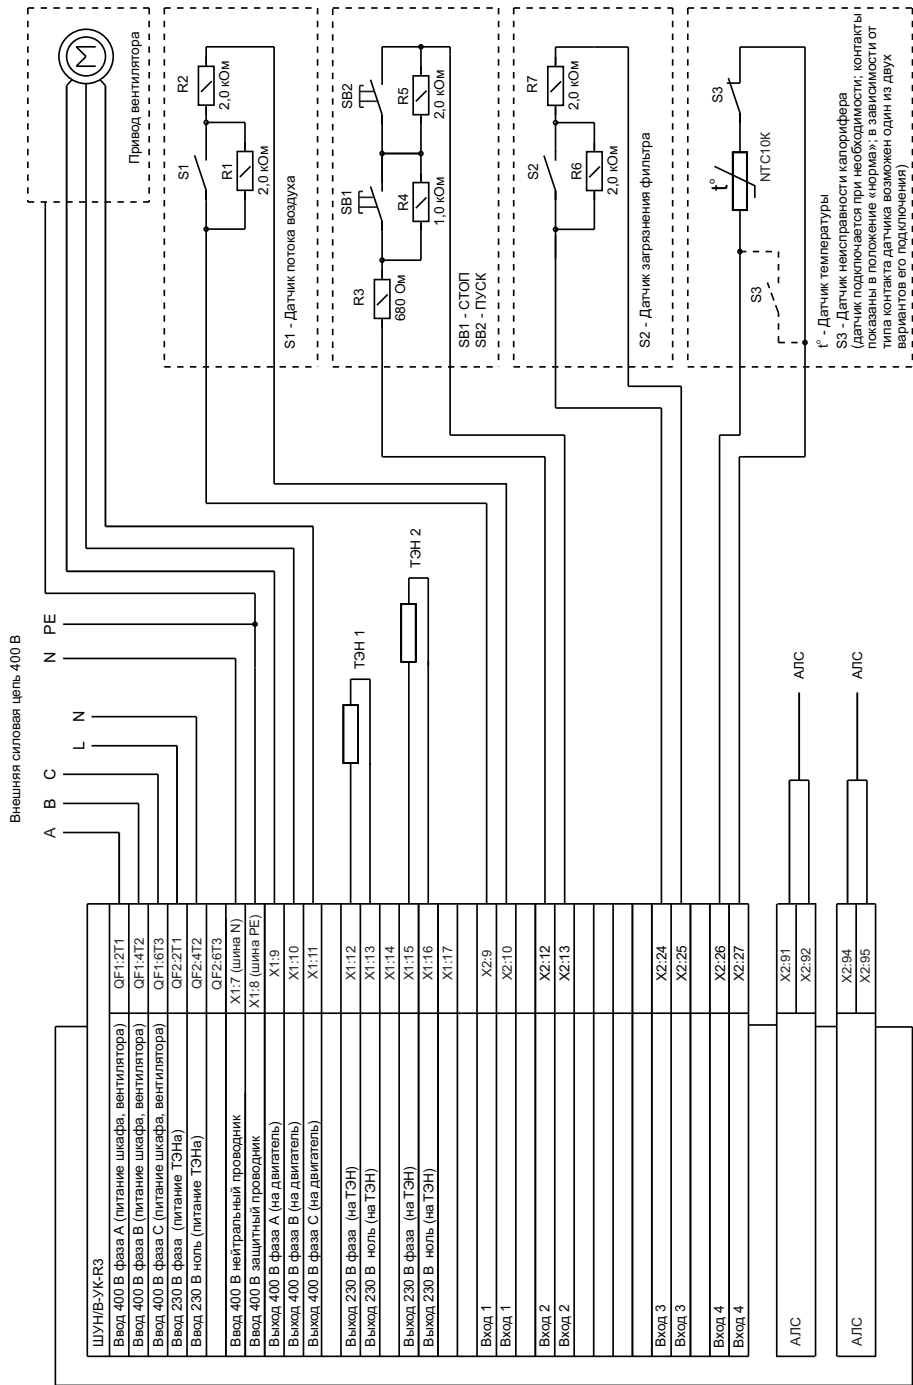 Внешняя силовая цепь 400 В
A
B
C
L
N
N
PE
ШУН/В-УК-R3
Ввод 400 В фаза А (питание шкафа, вентилятора)
QF1:2T1
Ввод 400 В фаза В (питание шкафа, вентилятора)
QF1:4T2
Ввод 400 В фаза С (питание шкафа, вентилятора)
QF1:6T3
Ввод 230 В фаза (питание ТЭНа)
QF2:2T1
Ввод 230 В ноль (питание ТЭНа)
QF2:4T2
QF2:6T3
Ввод 400 В нейтральный проводник
X1:7 (шина N)
Ввод 400 В защитный проводник
X1:8 (шина PE)
Выход 400 В фаза А (на двигатель)
X1:9
Выход 400 В фаза В (на двигатель)
X1:10
Выход 400 В фаза С (на двигатель)
X1:11
Выход 230 В фаза (на ТЭН)
X1:12
Выход 230 В ноль (на ТЭН)
X1:13
X1:14
Выход 230 В фаза (на ТЭН)
X1:15
Выход 230 В ноль (на ТЭН)
X1:16
X1:17
Вход 1
X2:9
Вход 1
X2:10
Вход 2
X2:12
Вход 2
X2:13
Вход 3
X2:24
Вход 3
X2:25
Вход 4
X2:26
Вход 4
X2:27
АЛС
X2:91
X2:92
АЛС
АЛС
X2:94
X2:95
АЛС
ТЭН 1
ТЭН 2
M
Привод вентилятора
S1
R1
2,0 кОм
R2
2,0 кОм
S1 - Датчик потока воздуха
R3
680 Ом
SB1
R4
1,0 кОм
SB2
R5
2,0 кОм
SB1 - СТОП
SB2 - ПУСК
S2
R6
2,0 кОм
R7
2,0 кОм
S2 - Датчик загрязнения фильтра
S3
t°
NTC10K
S3
t° - Датчик температуры
S3 - Датчик неисправности калорифера
(датчик подключается при необходимости; контакты
показаны в положение «норма»; в зависимости от
типа контакта датчика возможен один из двух
вариантов его подключения)